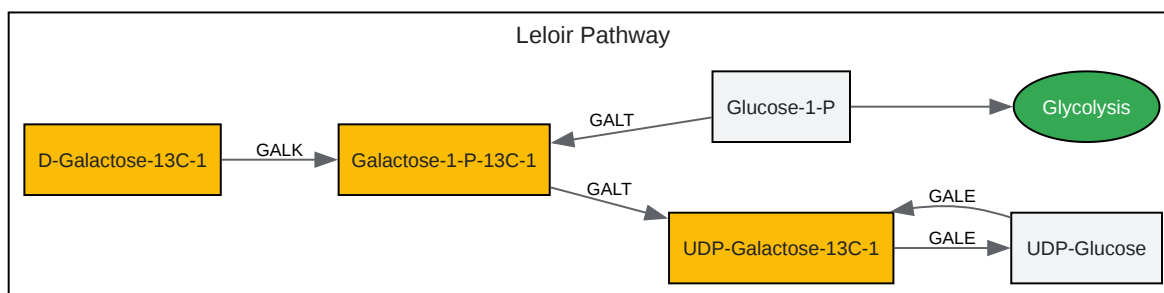 Leloir Pathway
Glucose-1-P
Glycolysis
GALT
D-Galactose-13C-1
GALK
Galactose-1-P-13C-1
GALT
GALE
UDP-Galactose-13C-1
GALE
UDP-Glucose